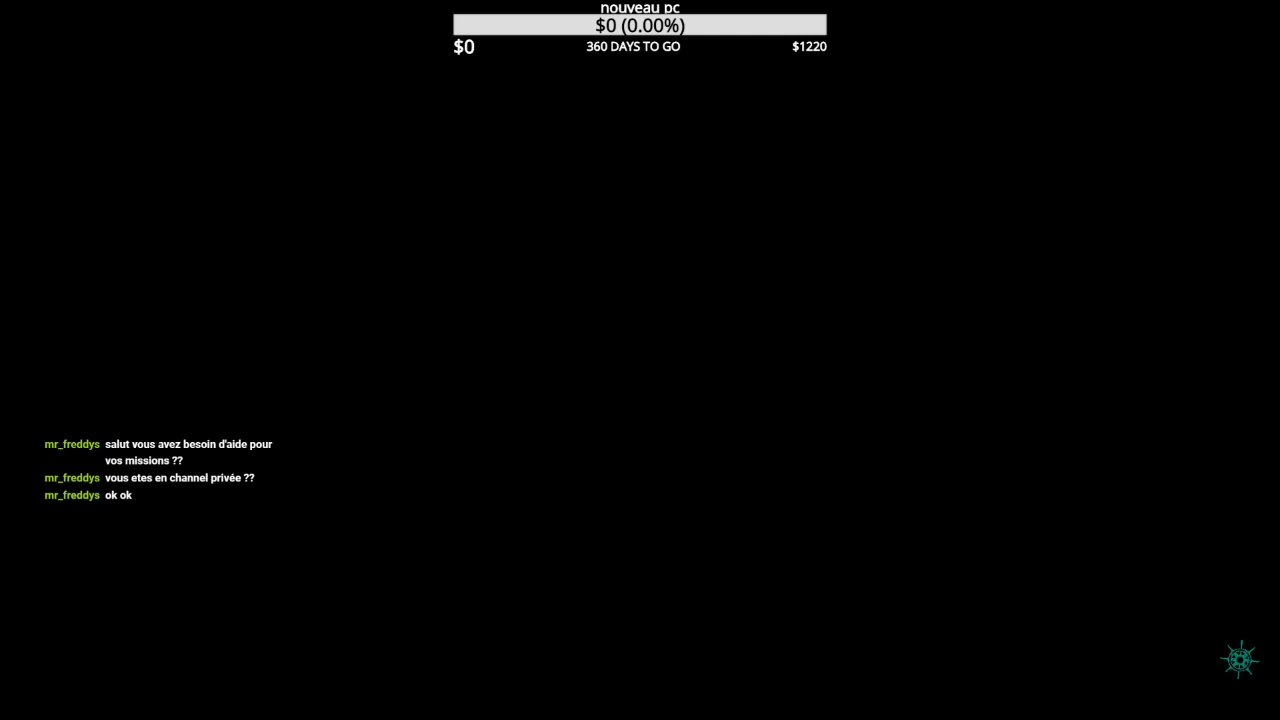 nouveau pc
$0 (0.00%)
$0 360 DAYS TO GO $1220
mr_freddys salut vous avez besoin d'aide pour
vos missions ??
mr_freddys vous etes en channel privée ??
mr_freddys ok ok